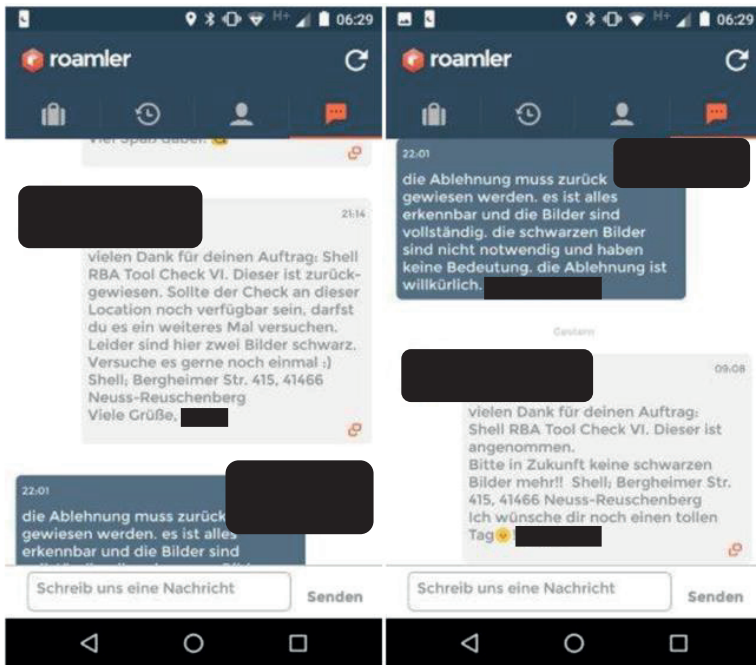 H+ 06:29
roamler
Viel Spaß dabei!
21:14
vielen Dank für deinen Auftrag: Shell
RBA Tool Check VI. Dieser ist zurück-
gewiesen. Sollte der Check an dieser
Location noch verfügbar sein, darfst
du es ein weiteres Mal versuchen.
Leider sind hier zwei Bilder schwarz.
Versuche es gerne noch einmal :)
Shell; Bergheimer Str. 415, 41466
Neuss-Reuschenberg
Viele Grüße,
22:01
die Ablehnung muss zurück
gewiesen werden. es ist alles
erkennbar und die Bilder sind
Schreib uns eine Nachricht
Senden
H+ 06:29
roamler
22:01
die Ablehnung muss zurück
gewiesen werden. es ist alles
erkennbar und die Bilder sind
vollständig. die schwarzen Bilder
sind nicht notwendig und haben
keine Bedeutung. die Ablehnung ist
willkürlich.
Gestern
09:08
vielen Dank für deinen Auftrag:
Shell RBA Tool Check VI. Dieser ist
angenommen.
Bitte in Zukunft keine schwarzen
Bilder mehr!! Shell; Bergheimer Str.
415, 41466 Neuss-Reuschenberg
Ich wünsche dir noch einen tollen
Tag
Schreib uns eine Nachricht
Senden